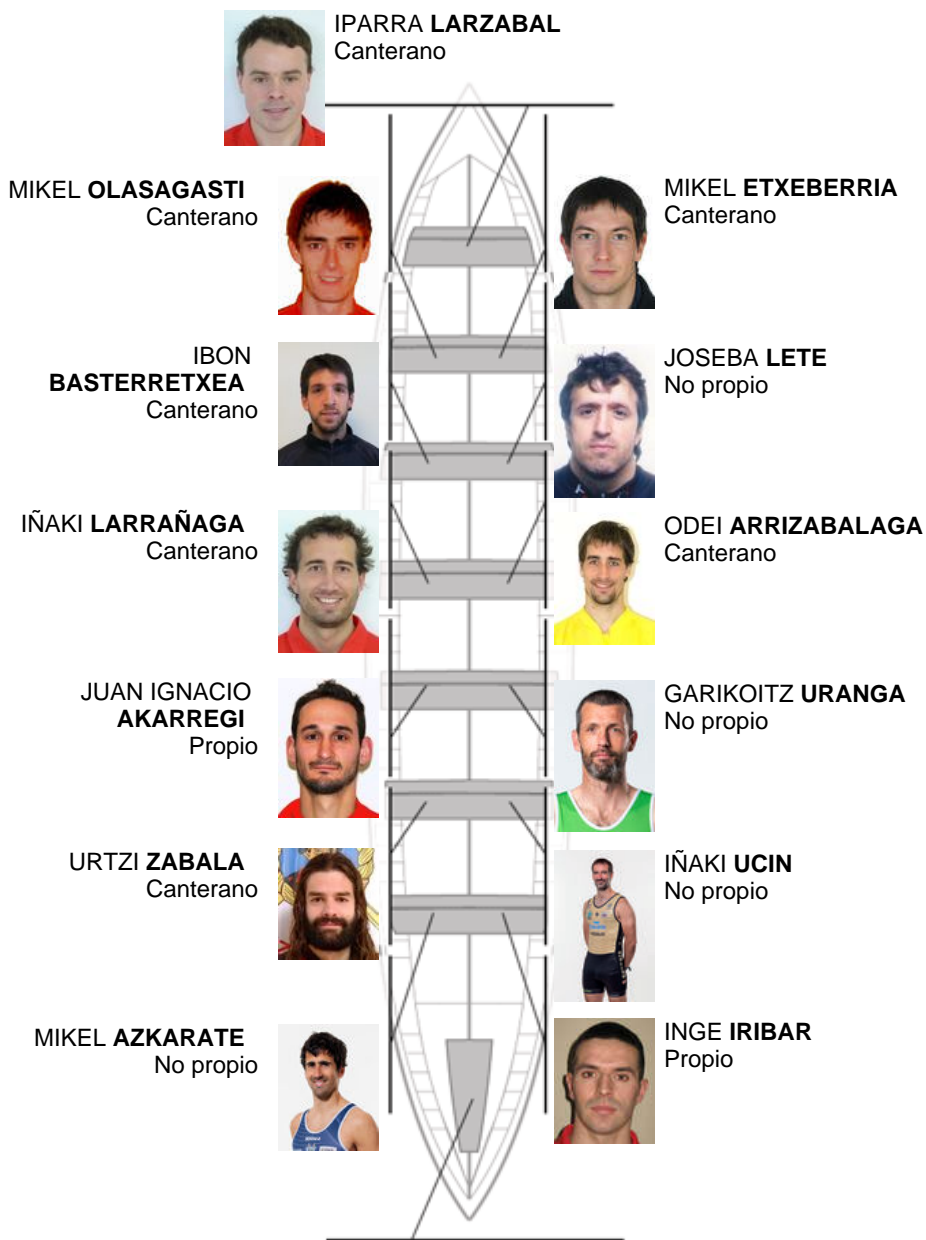 IPARRA LARZABAL
Canterano
MIKEL OLASAGASTI
Canterano
MIKEL ETXEBERRIA
Canterano
IBON
BASTERRETXEA
Canterano
JOSEBA LETE
No propio
IÑAKI LARRAÑAGA
Canterano
ODEI ARRIZABALAGA
Canterano
JUAN IGNACIO
AKARREGI
Propio
GARIKOITZ URANGA
No propio
URTZI ZABALA
Canterano
IÑAKI UCIN
No propio
MIKEL AZKARATE
No propio
INGE IRIBAR
Propio